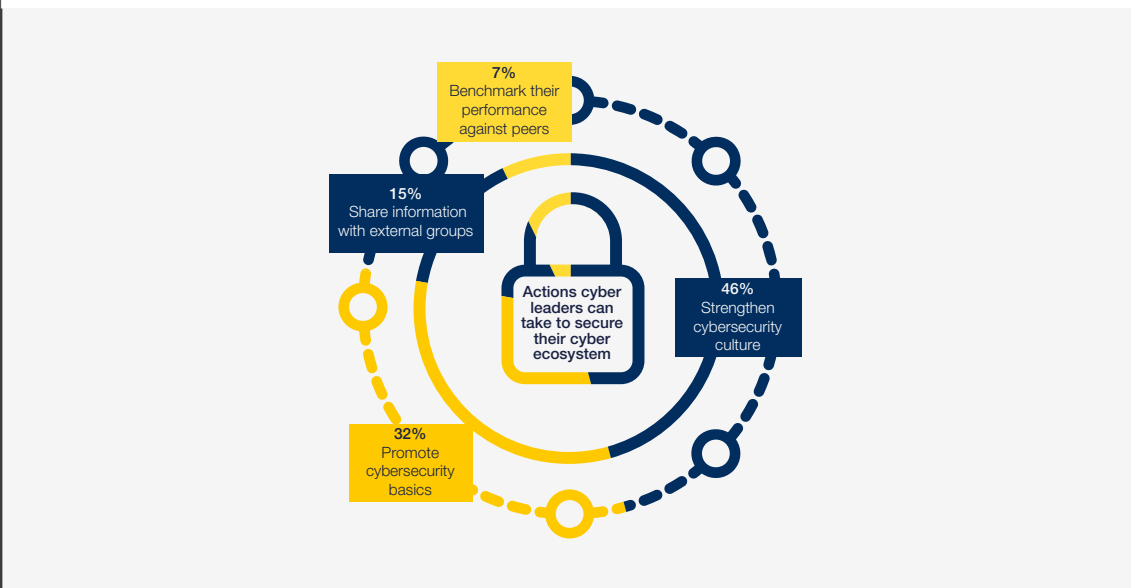 7%
Benchmark their
performance
against peers
15%
Share information
with external groups
46%
Strengthen
cybersecurity
culture
Actions cyber
leaders can
take to secure
their cyber
ecosystem
32%
Promote
cybersecurity
basics